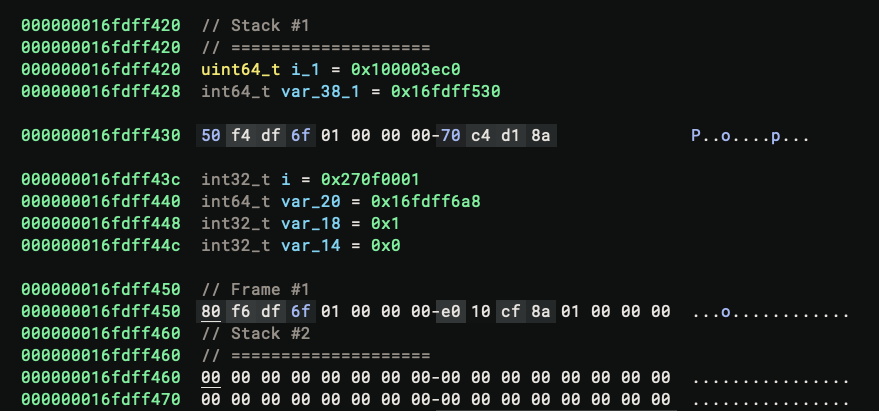 000000016fdff420 // Stack #1
000000016fdff420 // ====================
000000016fdff420 uint64_t i_1 = 0x100003ec0
000000016fdff428 int64_t var_38_1 = 0x16fdff530
000000016fdff430 50 f4 df 6f 01 00 00 00-70 c4 d1 8a P..o....p...
000000016fdff43c int32_t i = 0x270f0001
000000016fdff440 int64_t var_20 = 0x16fdff6a8
000000016fdff448 int32_t var_18 = 0x1
000000016fdff44c int32_t var_14 = 0x0
000000016fdff450 // Frame #1
000000016fdff450 80 f6 df 6f 01 00 00 00-e0 10 cf 8a 01 00 00 00 ...o............
000000016fdff460 // Stack #2
000000016fdff460 // ====================
000000016fdff460 00 00 00 00 00 00 00 00-00 00 00 00 00 00 00 00 ................
000000016fdff470 00 00 00 00 00 00 00 00-00 00 00 00 00 00 00 00 ................